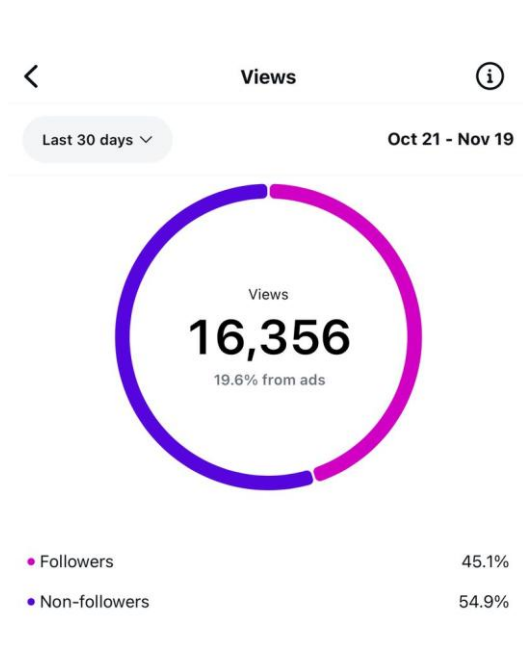 Views
Last 30 days
Oct 21 - Nov 19
Views
16,356
19.6% from ads
Followers
45.1%
Non-followers
54.9%